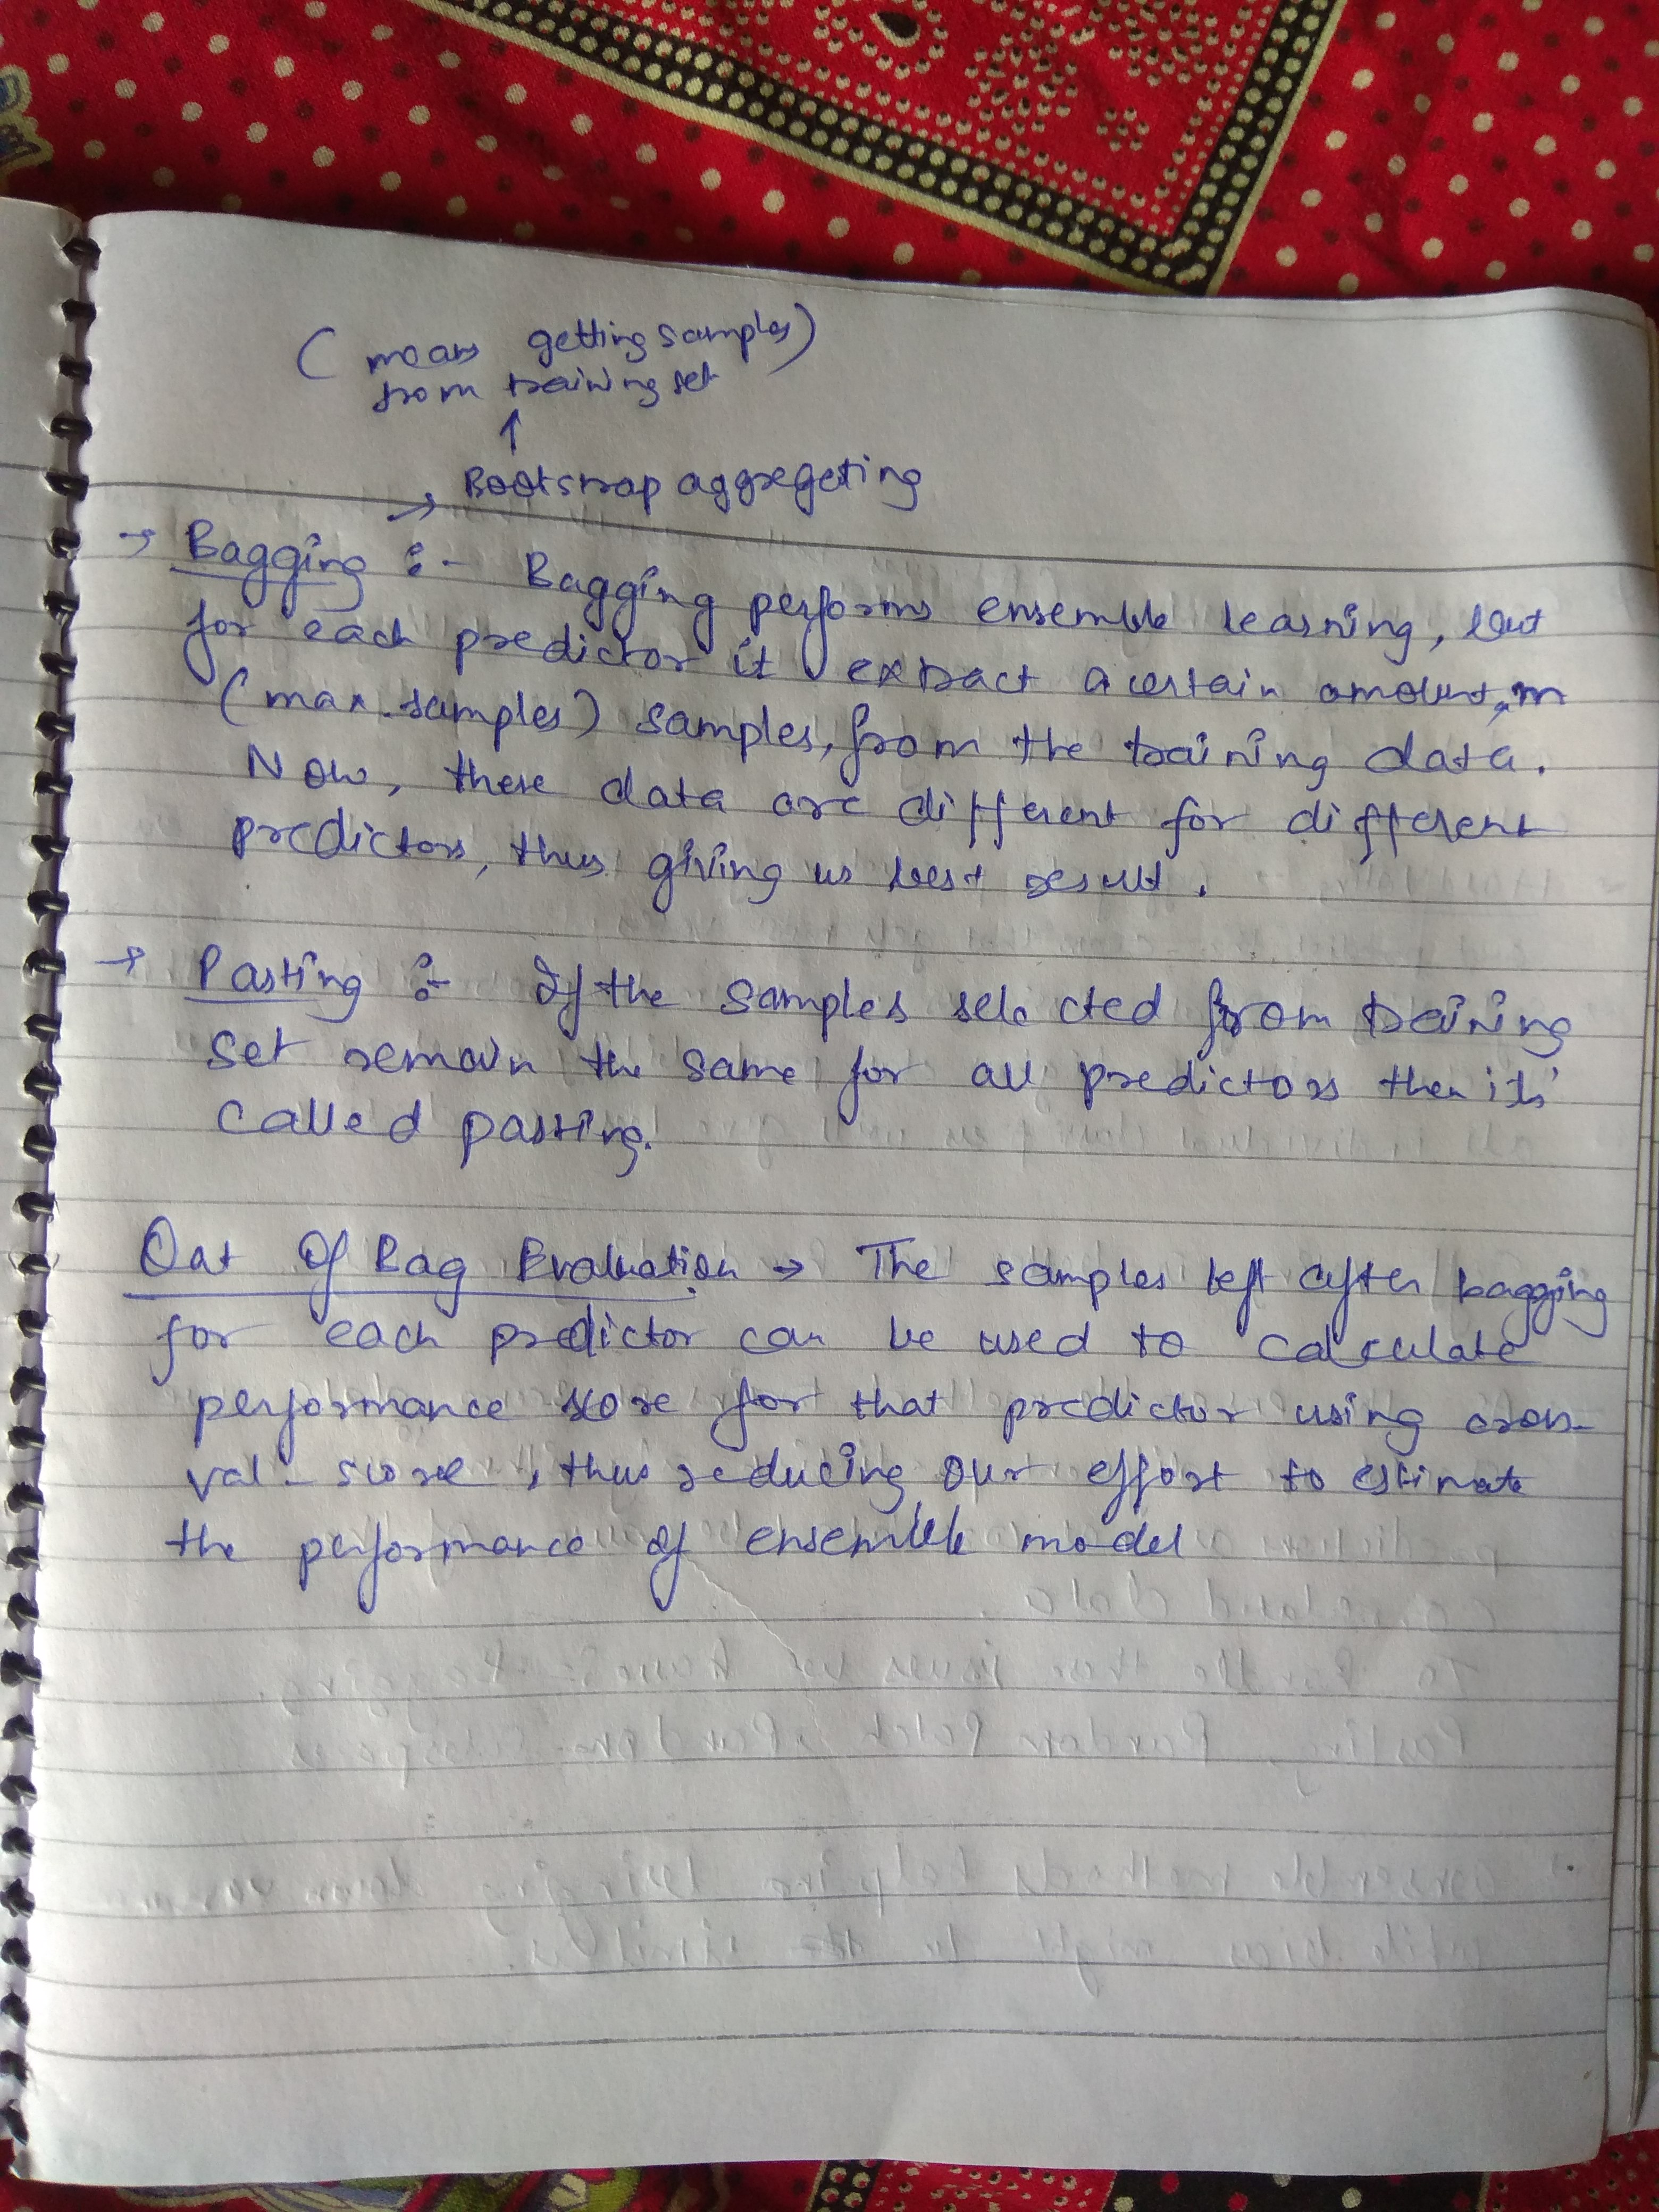 ( means getting samples)
from training set
↑
→ Bootstrap aggregeting
→ Bagging :- Bagging performs ensemble learning, but
for each predictor it extract a certain amount, m
(max. samples) samples, from the training data.
Now, these data are different for different
predictors, thus giving us best result.
→ Pasting :- If the samples selected from training
set remain the same for all predictors then its'
called pasting.
Out Of Bag Evaluation → The samples left after bagging
for each predictor can be used to calculate
performance score for that predictor using cross-
val-score, thus reducing our effort to estimate
the performance of ensemble model